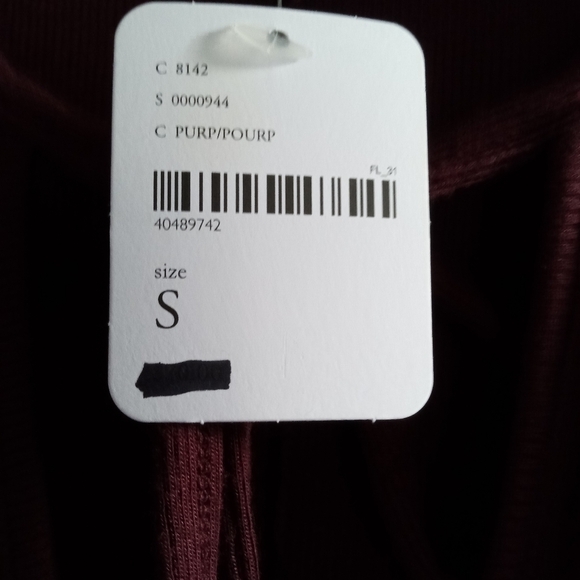 C 8142
S 0000944
C PURP/POURP
FL_31
40489742
size
S